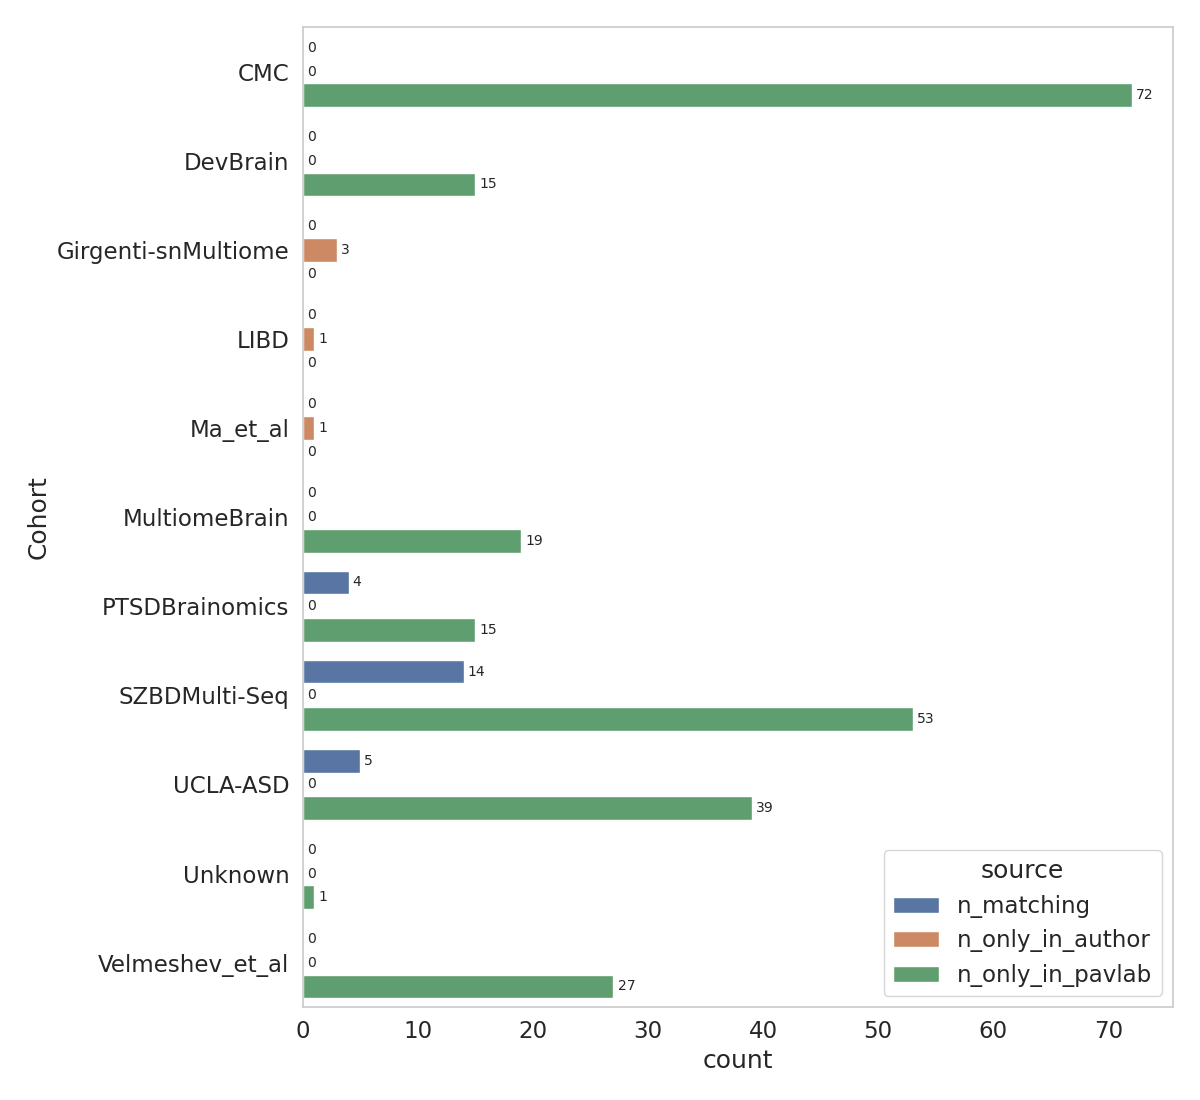 CMC
0
0
72
DevBrain
0
0
15
Girgenti-snMultiome
0
3
0
LIBD
0
1
0
Ma_et_al
0
1
0
MultiomeBrain
0
0
19
PTSDBrainomics
4
0
15
SZBDMulti-Seq
14
0
53
UCLA-ASD
5
0
39
Unknown
0
0
1
Velmeshev_et_al
0
0
27
Cohort
0 10 20 30 40 50 60 70
count
source
n_matching
n_only_in_author
n_only_in_pavlab